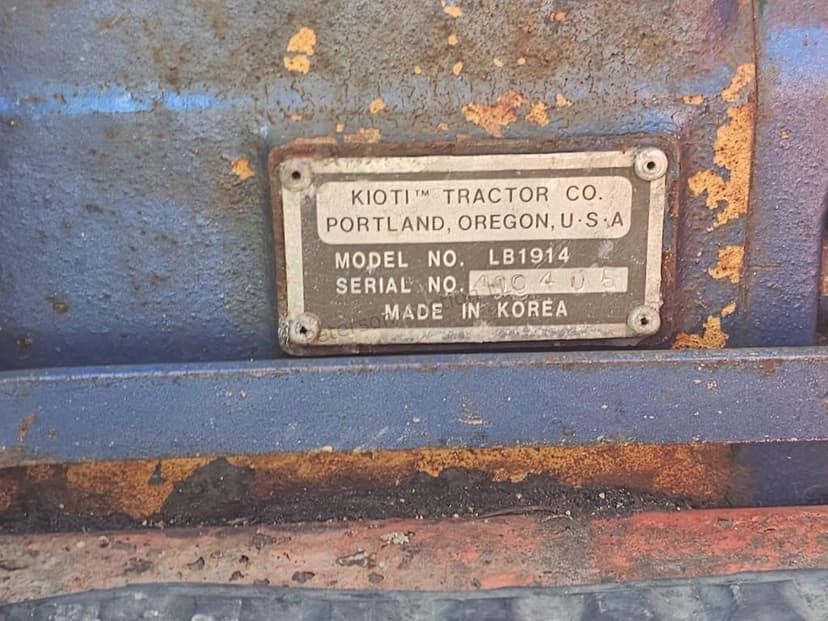 KIOTI™ TRACTOR CO.
PORTLAND, OREGON, U·S·A
MODEL NO. LB1914
SERIAL NO.
MADE IN KOREA